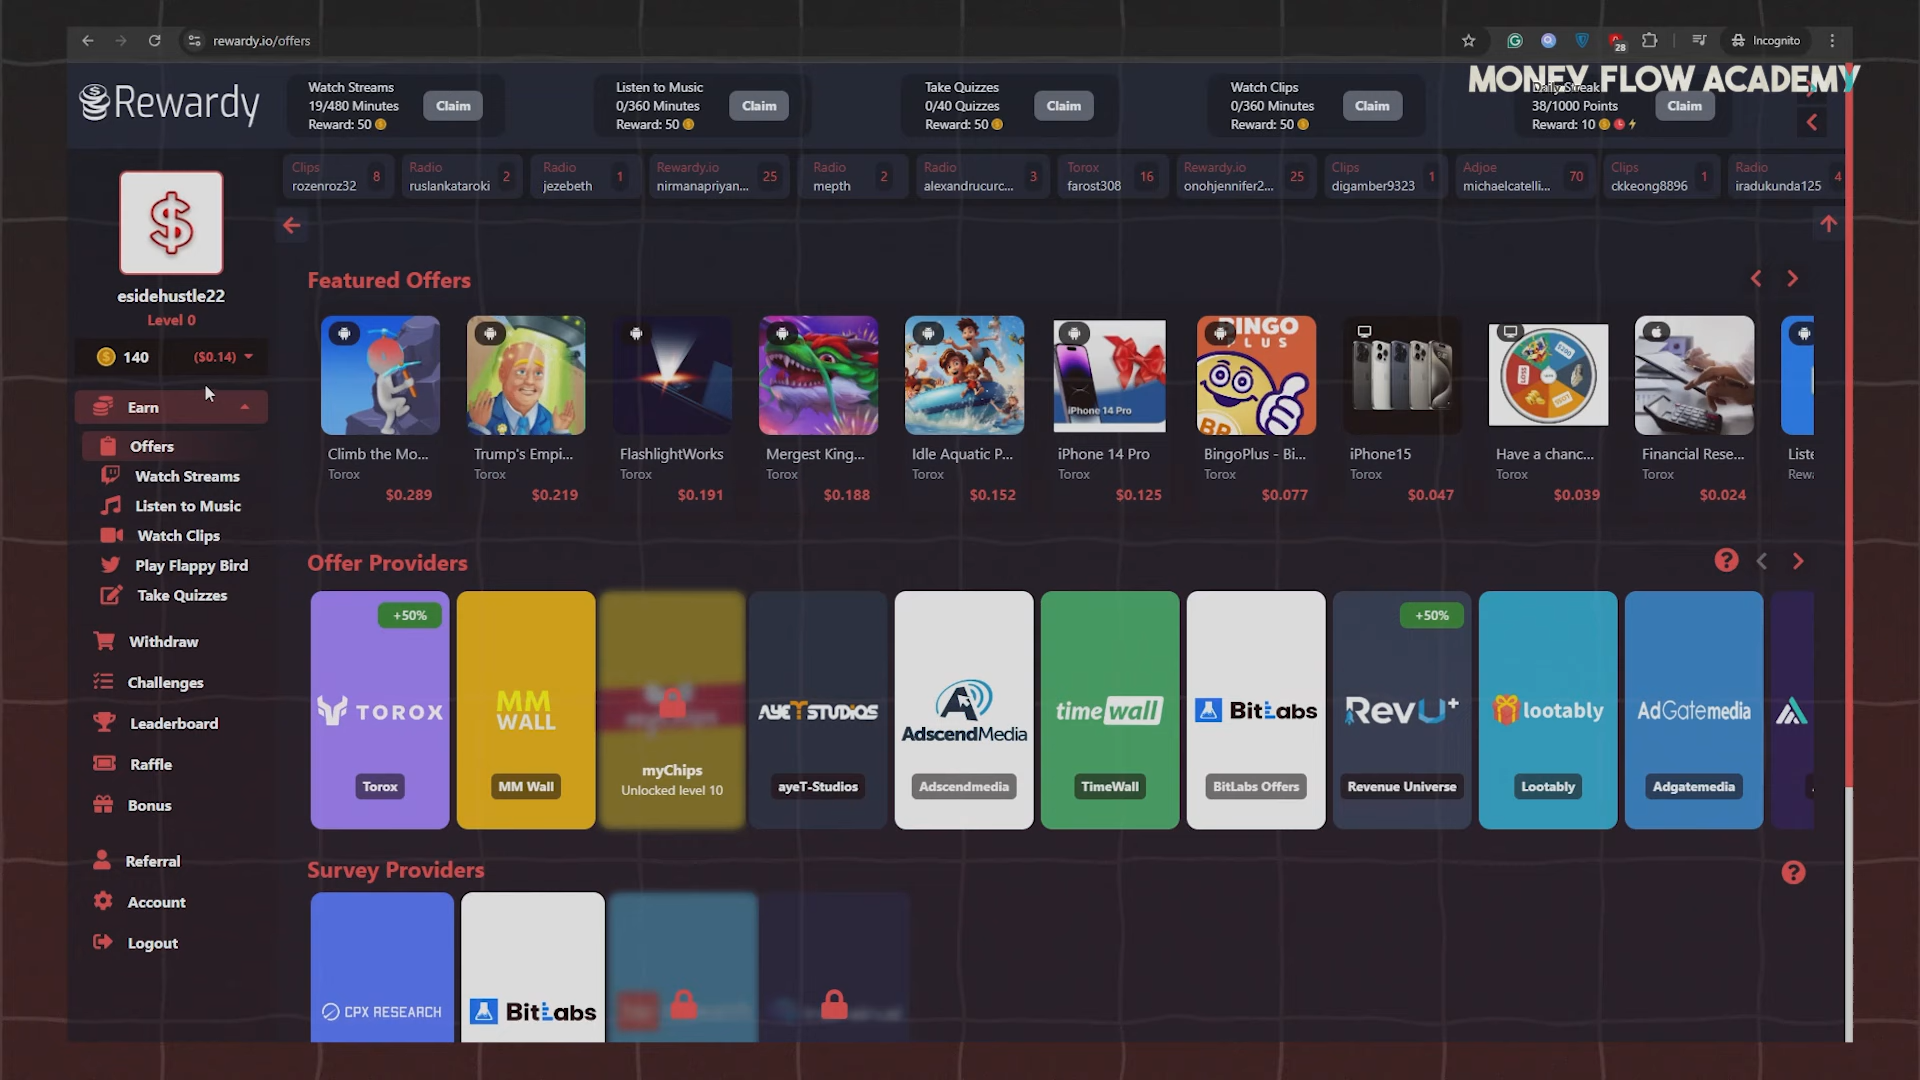 rewardy.io/offers
28
Incognito
MONEY FLOW ACADEMY
Rewardy
Watch Streams
19/480 Minutes
Reward: 50
Claim
Listen to Music
0/360 Minutes
Reward: 50
Claim
Take Quizzes
0/40 Quizzes
Reward: 50
Claim
Watch Clips
0/360 Minutes
Reward: 50
Claim
Daily Streak
38/1000 Points
Reward: 10
Claim
Clips
rozenroz32
8
Radio
ruslankataroki
2
Radio
jezebeth
1
Rewardy.io
nirmanapriyan...
25
Radio
mepth
2
Radio
alexandrucurc...
3
Torox
farost308
16
Rewardy.io
onohjennifer2...
25
Clips
digamber9323
1
Adjoe
michaelcatelli...
70
Clips
ckkeong8896
1
Radio
iradukunda125
4
esidehustle22
Level 0
140 ($0.14)
Earn
Offers
Watch Streams
Listen to Music
Watch Clips
Play Flappy Bird
Take Quizzes
Withdraw
Challenges
Leaderboard
Raffle
Bonus
Referral
Account
Logout
Featured Offers
Climb the Mo...
Torox
$0.289
Trump's Empi...
Torox
$0.219
FlashlightWorks
Torox
$0.191
Mergest King...
Torox
$0.188
Idle Aquatic P...
Torox
$0.152
iPhone 14 Pro
iPhone 14 Pro
Torox
$0.125
BINGO
PLUS
BingoPlus - Bi...
Torox
$0.077
iPhone15
Torox
$0.047
Have a chanc...
Torox
$0.039
Financial Rese...
Torox
$0.024
Liste
Rewa
Offer Providers
+50%
TOROX
Torox
MM
WALL
MM Wall
myChips
Unlocked level 10
AYETSTUDIOS
ayeT-Studios
AdscendMedia
Adscendmedia
timewall
TimeWall
BitLabs
BitLabs Offers
+50%
RevU+
Revenue Universe
lootably
Lootably
AdGatemedia
Adgatemedia
Survey Providers
CPX RESEARCH
BitLabs